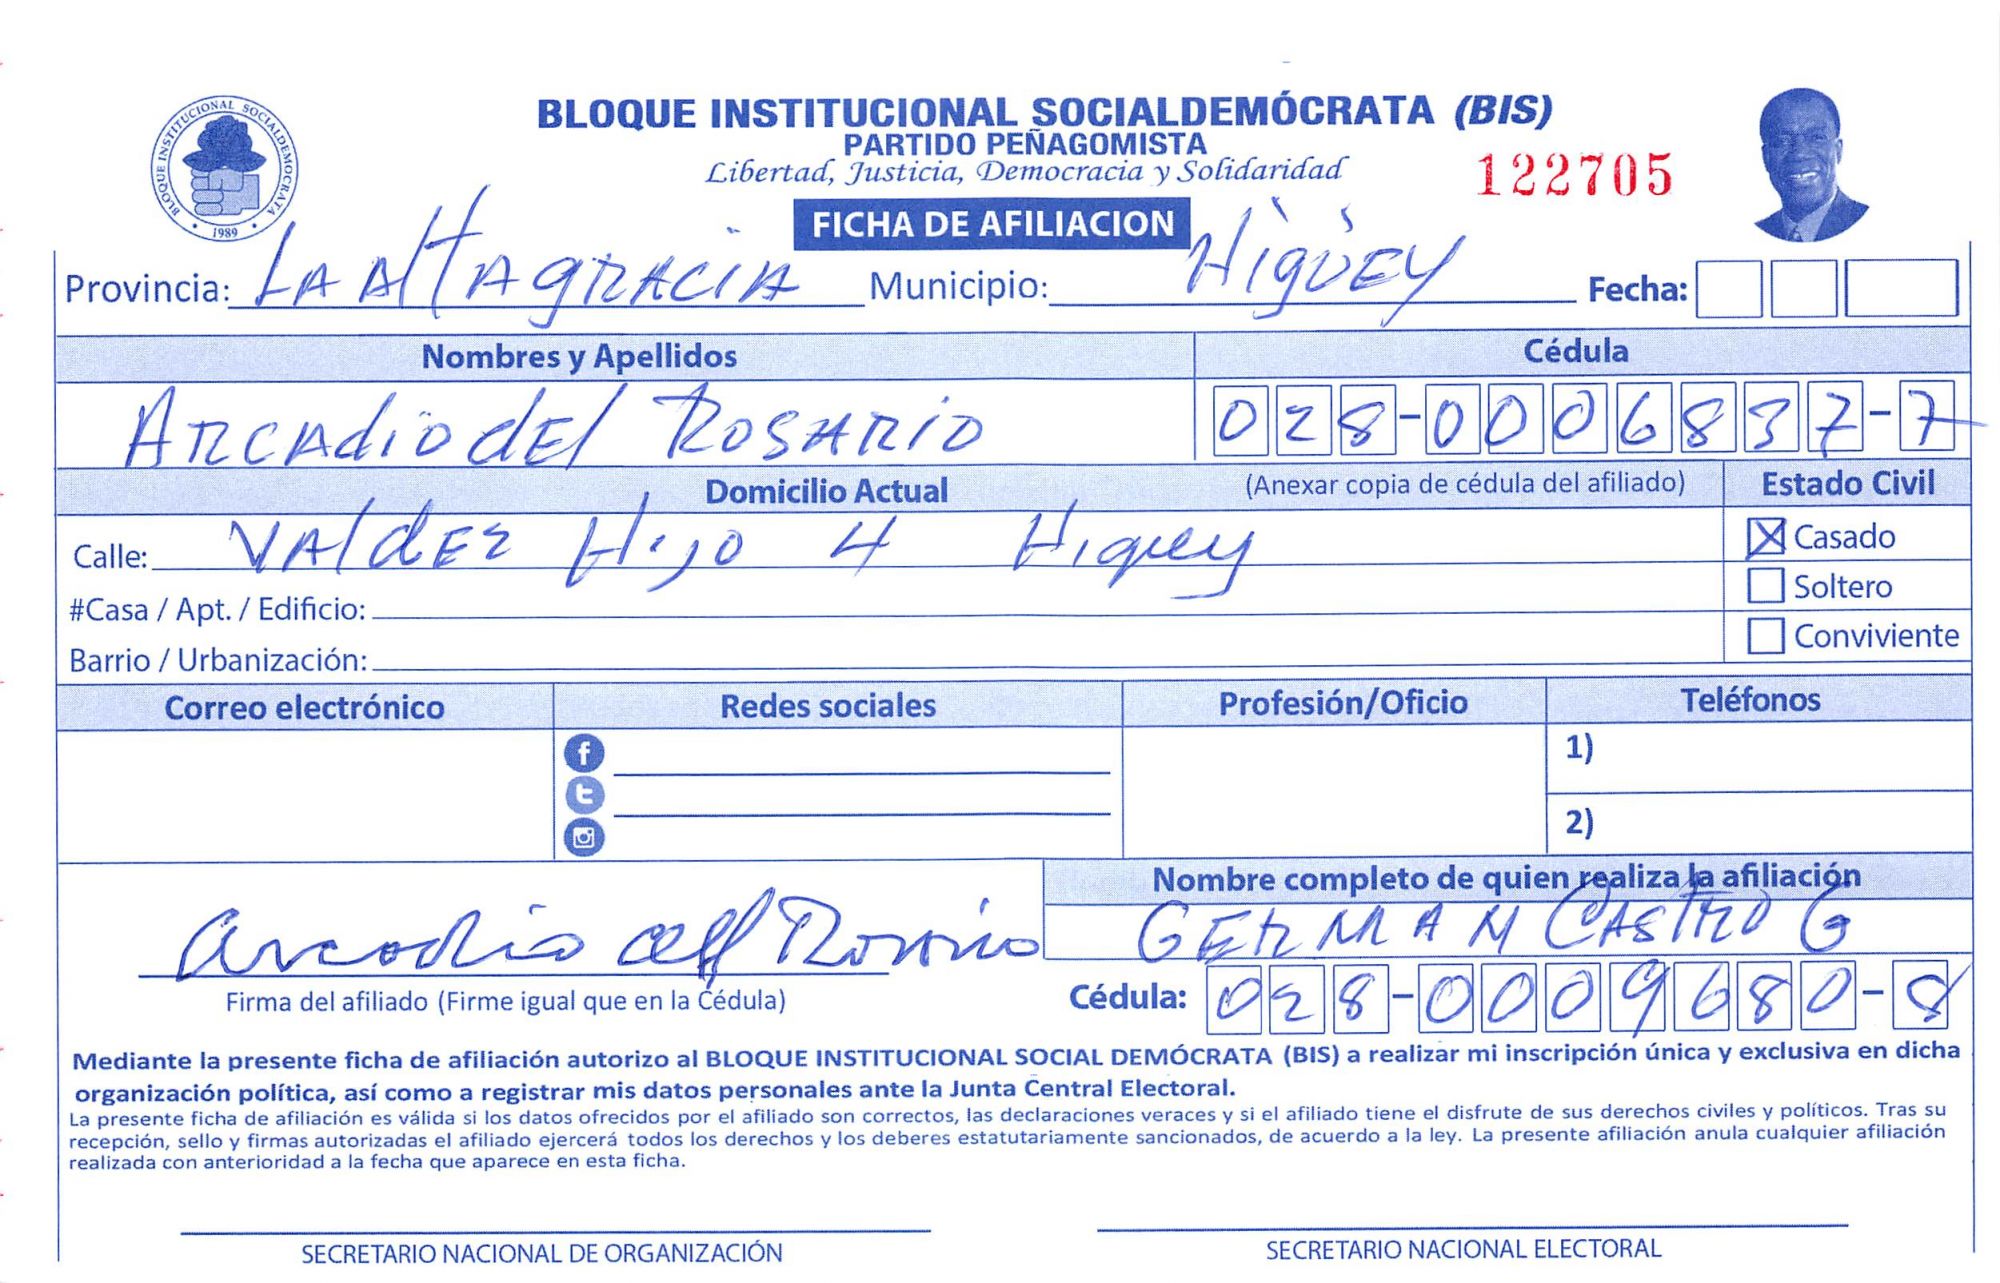 BLOQUE INSTITUCIONAL SOCIALDEMÓCRATA (BIS)
PARTIDO PEÑAGOMISTA
Libertad, Justicia, Democracia y Solidaridad
122705
BLOQUE INSTITUCIONAL SOCIALDEMOCRATA
1989
FICHA DE AFILIACION
Provincia: LA AltAgRACiA Municipio: HigüEy Fecha:
Nombres y Apellidos Cédula
ARCAdio dEl ROSARiO 028-0006837-7
Domicilio Actual (Anexar copia de cédula del afiliado) Estado Civil
Calle: VAldEz Hijo 4 Higuey Casado
#Casa / Apt. / Edificio: Soltero
Barrio / Urbanización: Conviviente
Correo electrónico Redes sociales Profesión/Oficio Teléfonos
1)
2)
Nombre completo de quien realiza la afiliación
Arcadio del Rosario GERMAN CASTRO G
Firma del afiliado (Firme igual que en la Cédula) Cédula: 028-0009680-8
Mediante la presente ficha de afiliación autorizo al BLOQUE INSTITUCIONAL SOCIAL DEMÓCRATA (BIS) a realizar mi inscripción única y exclusiva en dicha
organización política, así como a registrar mis datos personales ante la Junta Central Electoral.
La presente ficha de afiliación es válida si los datos ofrecidos por el afiliado son correctos, las declaraciones veraces y si el afiliado tiene el disfrute de sus derechos civiles y políticos. Tras su
recepción, sello y firmas autorizadas el afiliado ejercerá todos los derechos y los deberes estatutariamente sancionados, de acuerdo a la ley. La presente afiliación anula cualquier afiliación
realizada con anterioridad a la fecha que aparece en esta ficha.
SECRETARIO NACIONAL DE ORGANIZACIÓN SECRETARIO NACIONAL ELECTORAL